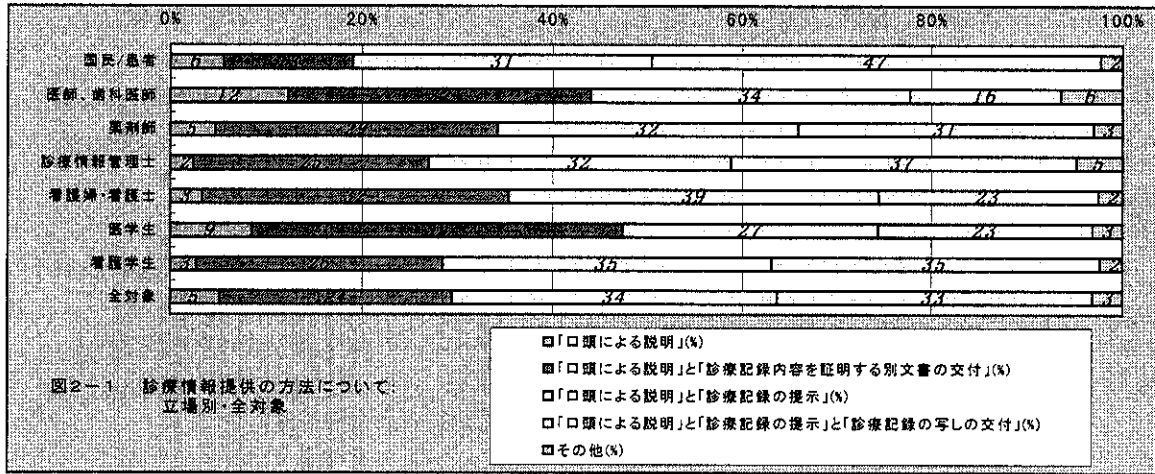 0% 20% 40% 60% 80% 100%
国民/患者 6 31 47 2
医師、歯科医師 12 32 34 16 6
薬剤師 5 29 32 31 3
診療情報管理士 2 25 32 37 5
看護婦・看護士 3 32 39 23 2
医学生 9 27 23 3
看護学生 3 26 35 35 2
全対象 5 24 34 33 3
「口頭による説明」(%)
「口頭による説明」と「診療記録内容を証明する別文書の交付」(%)
「口頭による説明」と「診療記録の提示」(%)
「口頭による説明」と「診療記録の提示」と「診療記録の写しの交付」(%)
その他(%)
図2-1 診療情報提供の方法について:
立場別・全対象